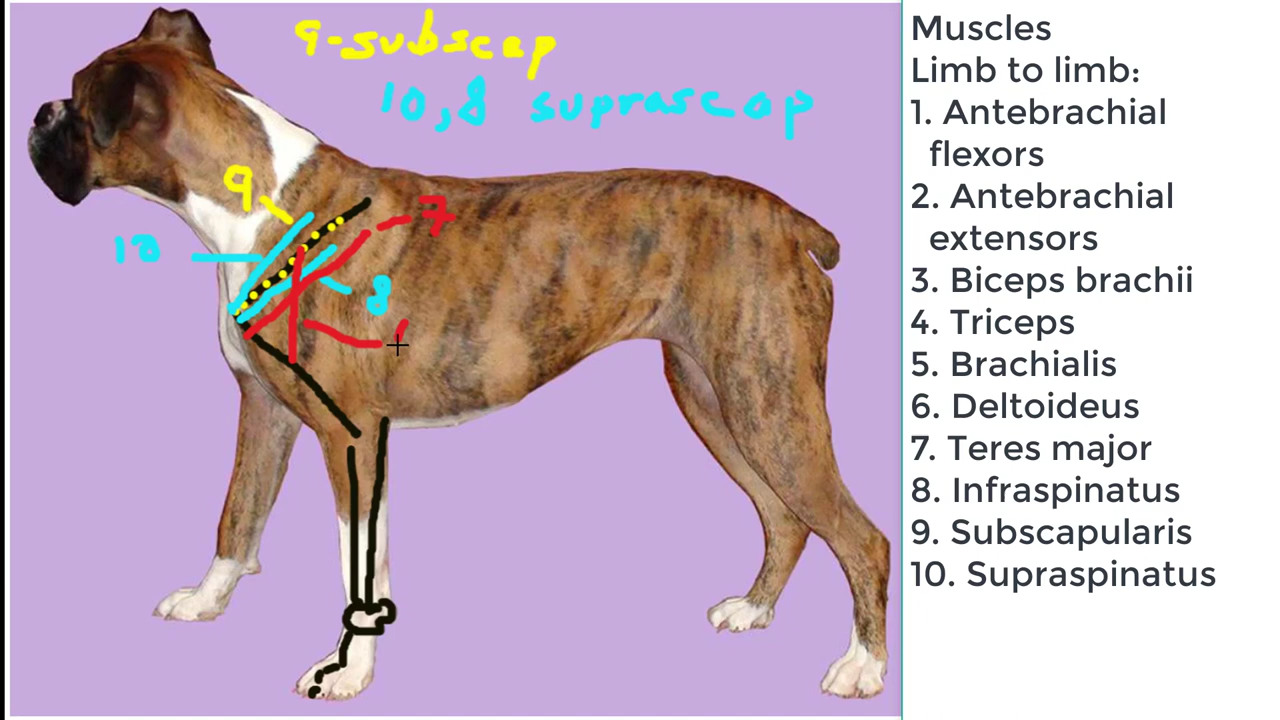 9-subscap
10,8 suprascap
9
7
10
8
Muscles
Limb to limb:
1. Antebrachial
flexors
2. Antebrachial
extensors
3. Biceps brachii
4. Triceps
5. Brachialis
6. Deltoideus
7. Teres major
8. Infraspinatus
9. Subscapularis
10. Supraspinatus